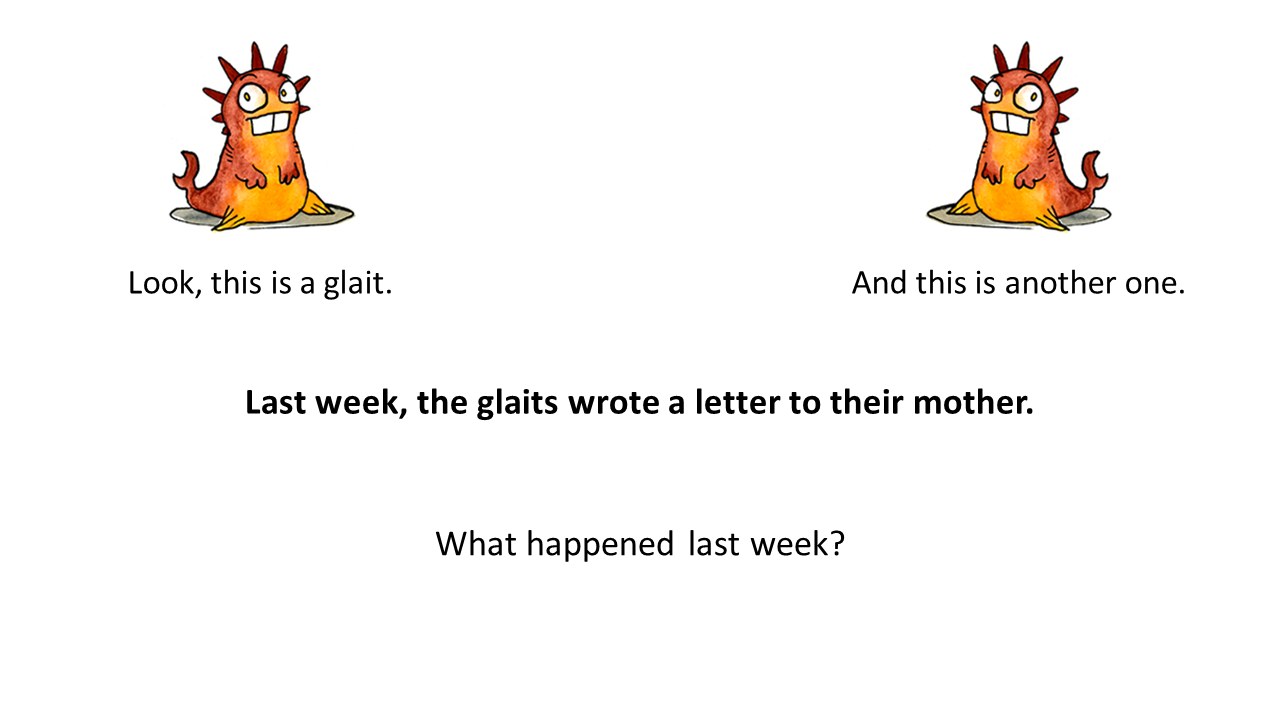 Look, this is a glait.
And this is another one.
Last week, the glaits wrote a letter to their mother.
What happened last week?